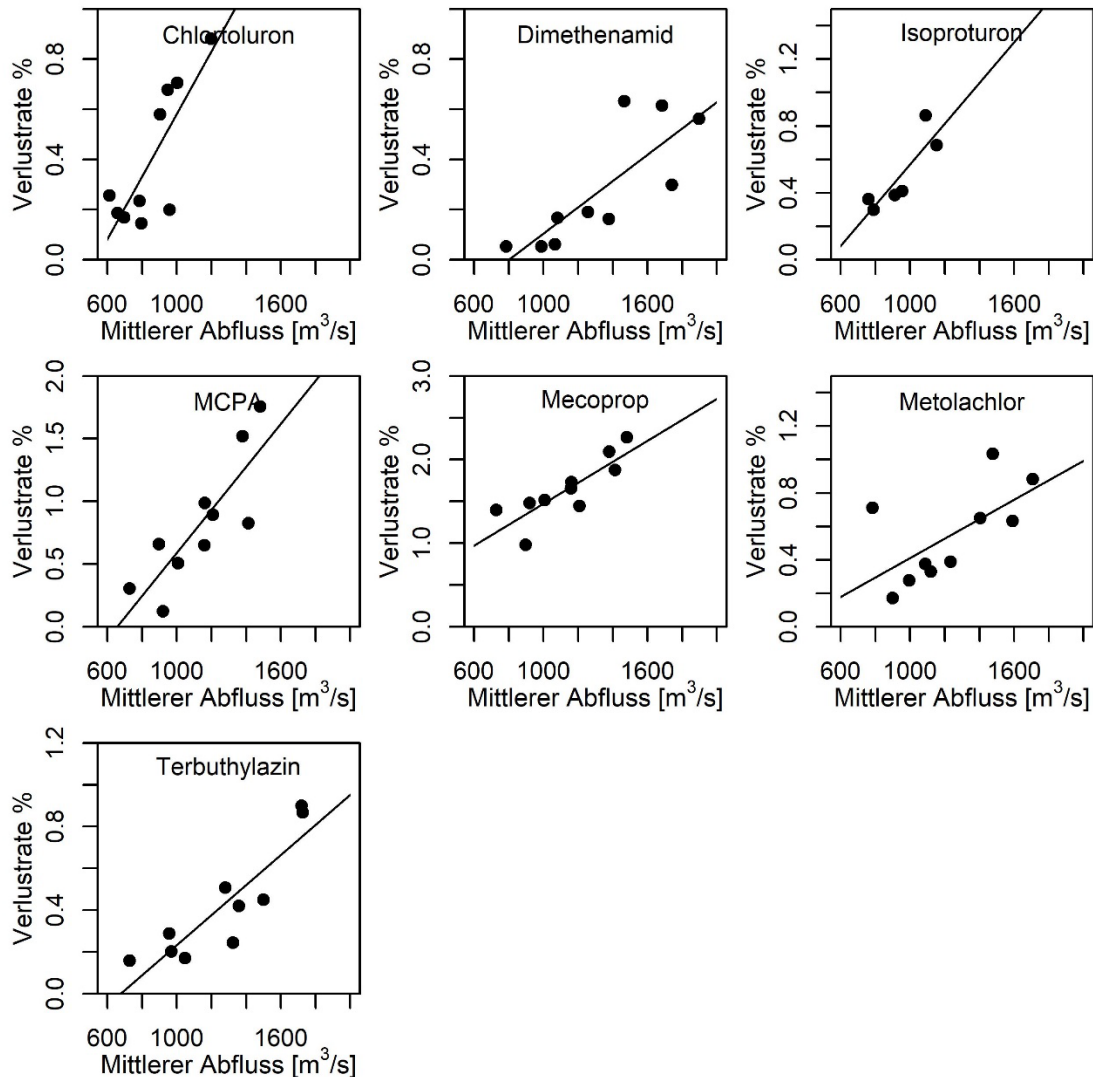 Chlortoluron
Verlustrate %
0.0 0.4 0.8
600 1000 1600
Mittlerer Abfluss [m³/s]
Dimethenamid
Verlustrate %
0.0 0.4 0.8
600 1000 1600
Mittlerer Abfluss [m³/s]
Isoproturon
Verlustrate %
0.0 0.4 0.8 1.2
600 1000 1600
Mittlerer Abfluss [m³/s]
MCPA
Verlustrate %
0.0 0.5 1.0 1.5 2.0
600 1000 1600
Mittlerer Abfluss [m³/s]
Mecoprop
Verlustrate %
0.0 1.0 2.0 3.0
600 1000 1600
Mittlerer Abfluss [m³/s]
Metolachlor
Verlustrate %
0.0 0.4 0.8 1.2
600 1000 1600
Mittlerer Abfluss [m³/s]
Terbuthylazin
Verlustrate %
0.0 0.4 0.8 1.2
600 1000 1600
Mittlerer Abfluss [m³/s]